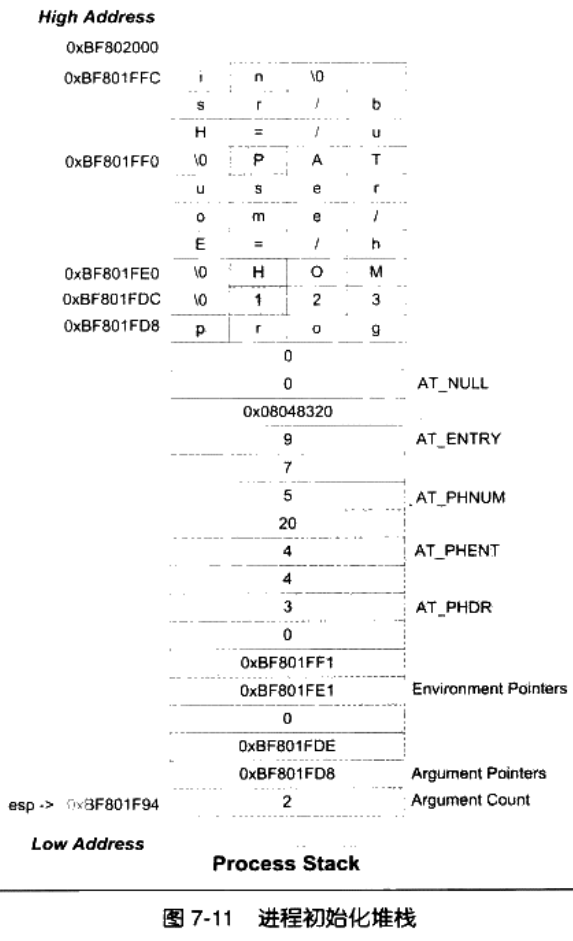 High Address
0xBF802000
0xBF801FFC i n \0
s r / b
H = / u
0xBF801FF0 \0 P A T
u s e r
o m e /
E = / h
0xBF801FE0 \0 H O M
0xBF801FDC \0 1 2 3
0xBF801FD8 p r o g
0
0 AT_NULL
0x08048320
9 AT_ENTRY
7
5 AT_PHNUM
20
4 AT_PHENT
4
3 AT_PHDR
0
0xBF801FF1
0xBF801FE1 Environment Pointers
0
0xBF801FDE
0xBF801FD8 Argument Pointers
esp -> 0xBF801F94 2 Argument Count
Low Address
Process Stack
图 7-11 进程初始化堆栈